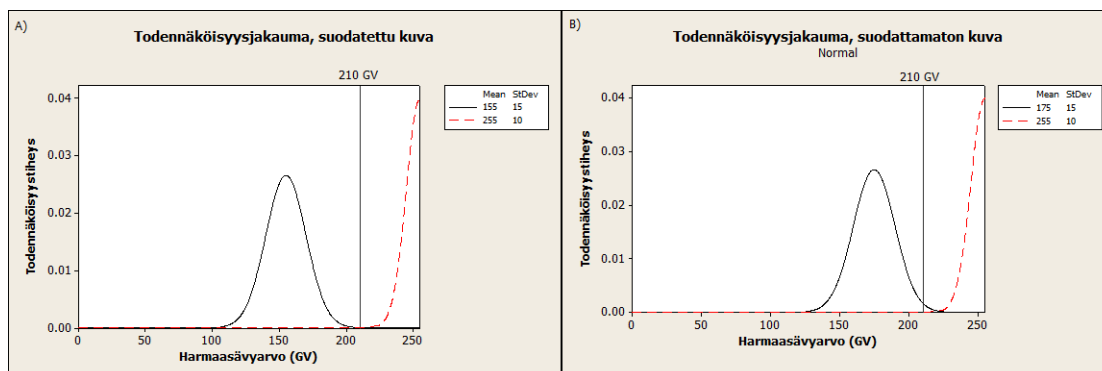 A)
Todennäköisyysjakauma, suodatettu kuva
210 GV
Mean StDev
155 15
255 10
0.04
0.03
0.02
0.01
0.00
Todennäköisyystiheys
0 50 100 150 200 250
Harmaasävyarvo (GV)
B)
Todennäköisyysjakauma, suodattamaton kuva
Normal
210 GV
Mean StDev
175 15
255 10
0.04
0.03
0.02
0.01
0.00
Todennäköisyystiheys
0 50 100 150 200 250
Harmaasävyarvo (GV)